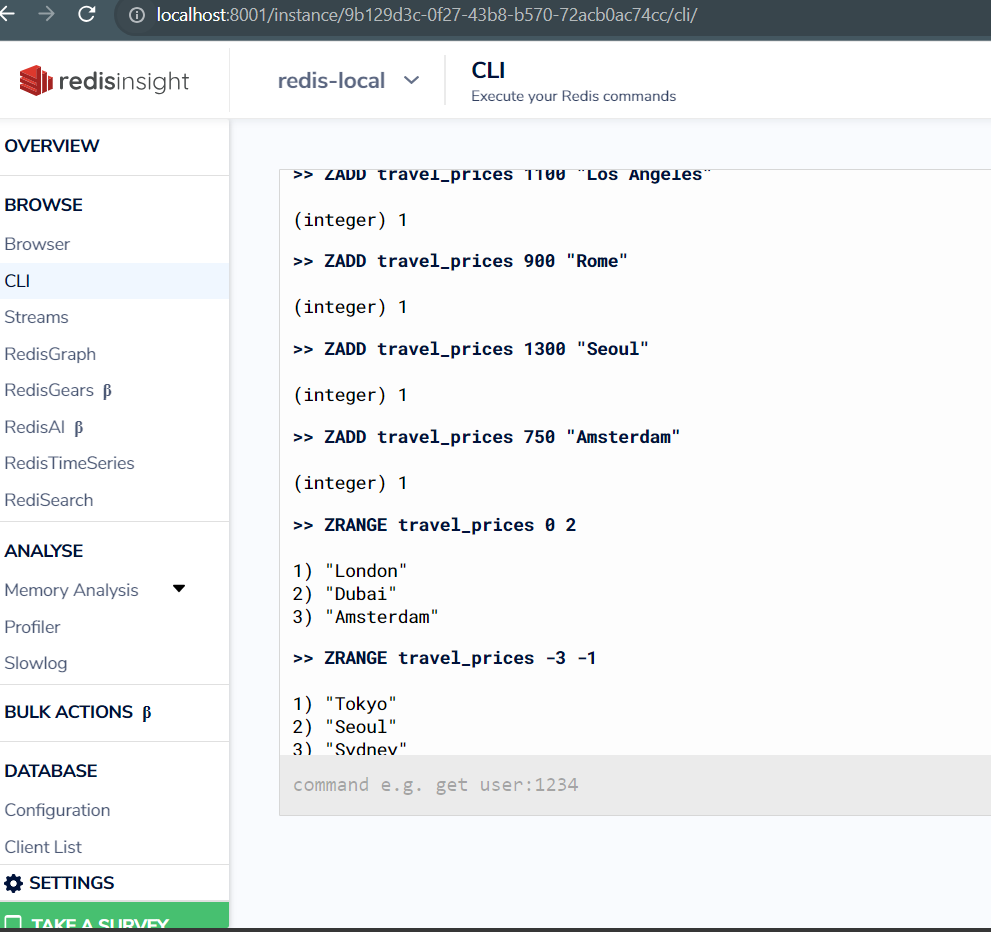 localhost:8001/instance/9b129d3c-0f27-43b8-b570-72acb0ac74cc/cli/
redisinsight
redis-local
CLI
Execute your Redis commands
OVERVIEW
BROWSE
Browser
CLI
Streams
RedisGraph
RedisGears β
RedisAI β
RedisTimeSeries
RediSearch
ANALYSE
Memory Analysis
Profiler
Slowlog
BULK ACTIONS β
DATABASE
Configuration
Client List
SETTINGS
TAKE A SURVEY
>> ZADD travel_prices 1100 "Los Angeles"
(integer) 1
>> ZADD travel_prices 900 "Rome"
(integer) 1
>> ZADD travel_prices 1300 "Seoul"
(integer) 1
>> ZADD travel_prices 750 "Amsterdam"
(integer) 1
>> ZRANGE travel_prices 0 2
1) "London"
2) "Dubai"
3) "Amsterdam"
>> ZRANGE travel_prices -3 -1
1) "Tokyo"
2) "Seoul"
3) "Sydney"
command e.g. get user:1234